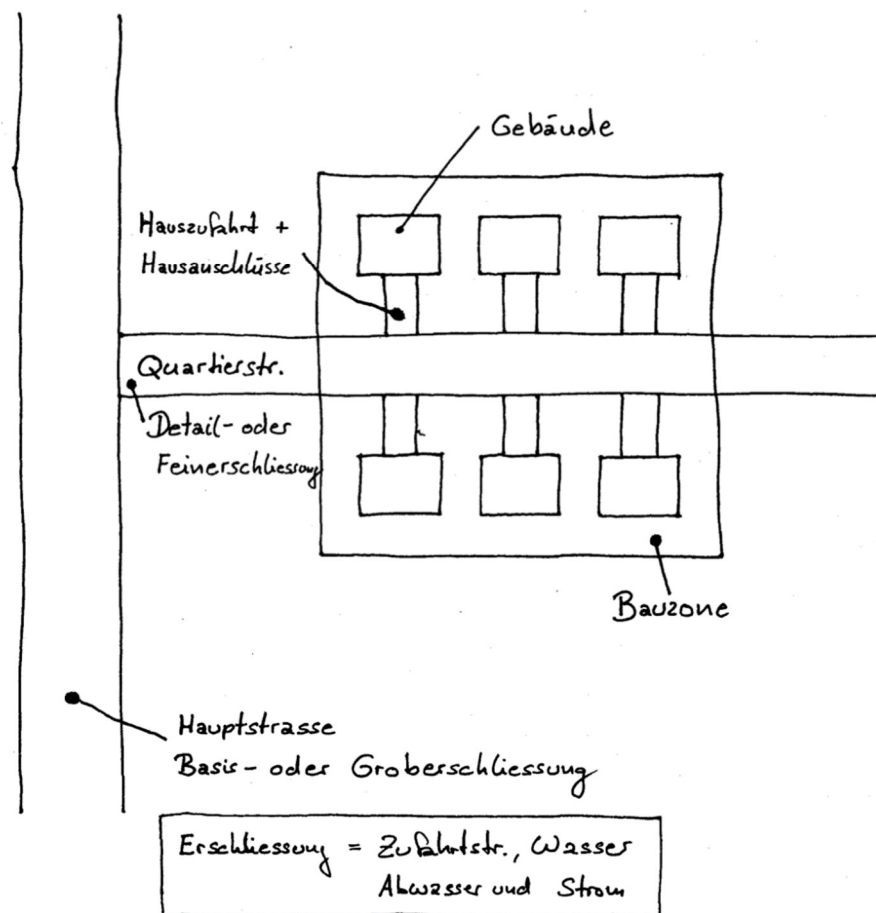 Gebäude
Hauszufahrt +
Hausanschlüsse
Quartierstr.
Detail- oder
Feinerschliessung
Bauzone
Hauptstrasse
Basis- oder Groberschliessung
Erschliessung = Zufahrtstr., Wasser
Abwasser und Strom